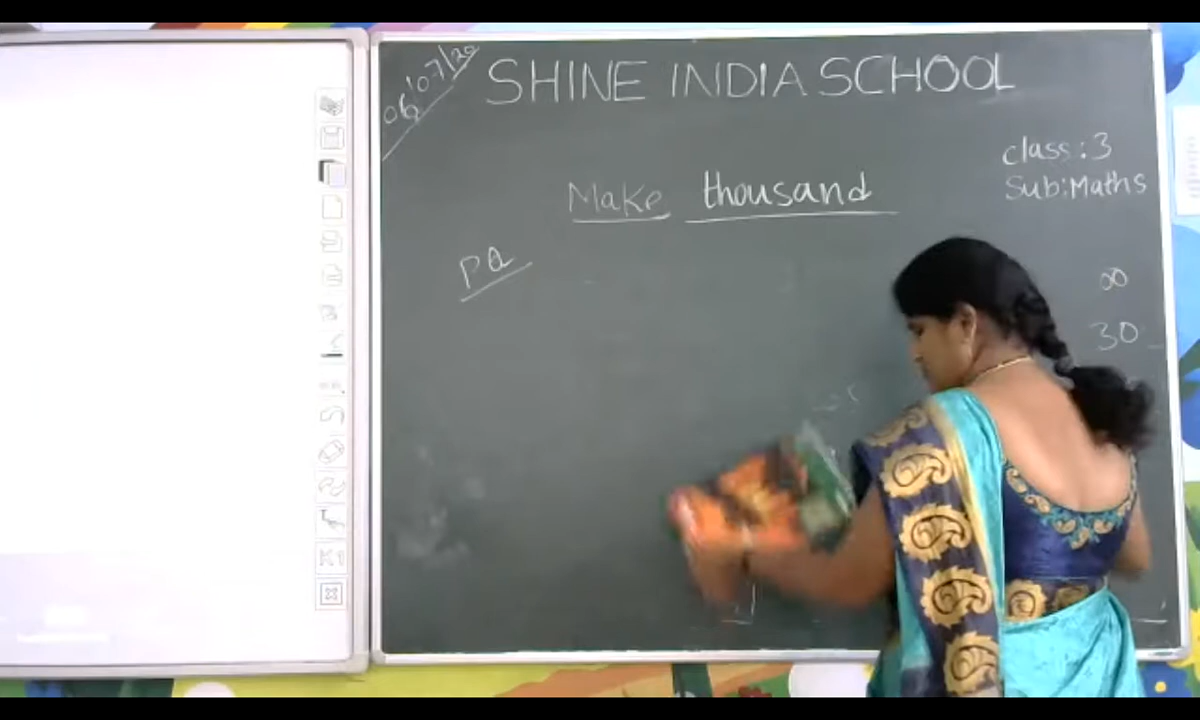 06/07/20
SHINE INDIA SCHOOL
class:3
Sub:Maths
Make thousand
PQ
00
30